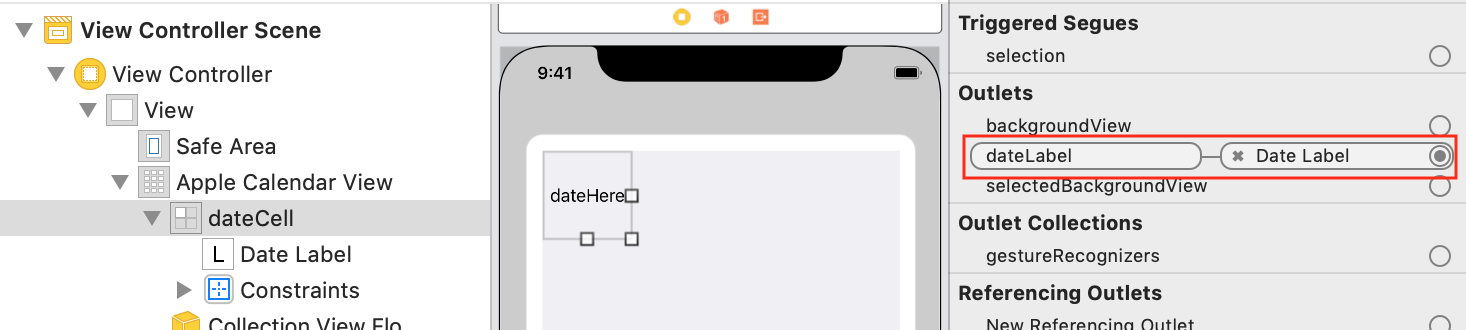 View Controller Scene
View Controller
View
Safe Area
Apple Calendar View
dateCell
L Date Label
Constraints
Collection View Flo
9:41
dateHere
Triggered Segues
selection
Outlets
backgroundView
dateLabel
Date Label
selectedBackgroundView
Outlet Collections
gestureRecognizers
Referencing Outlets
New Referencing Outlet